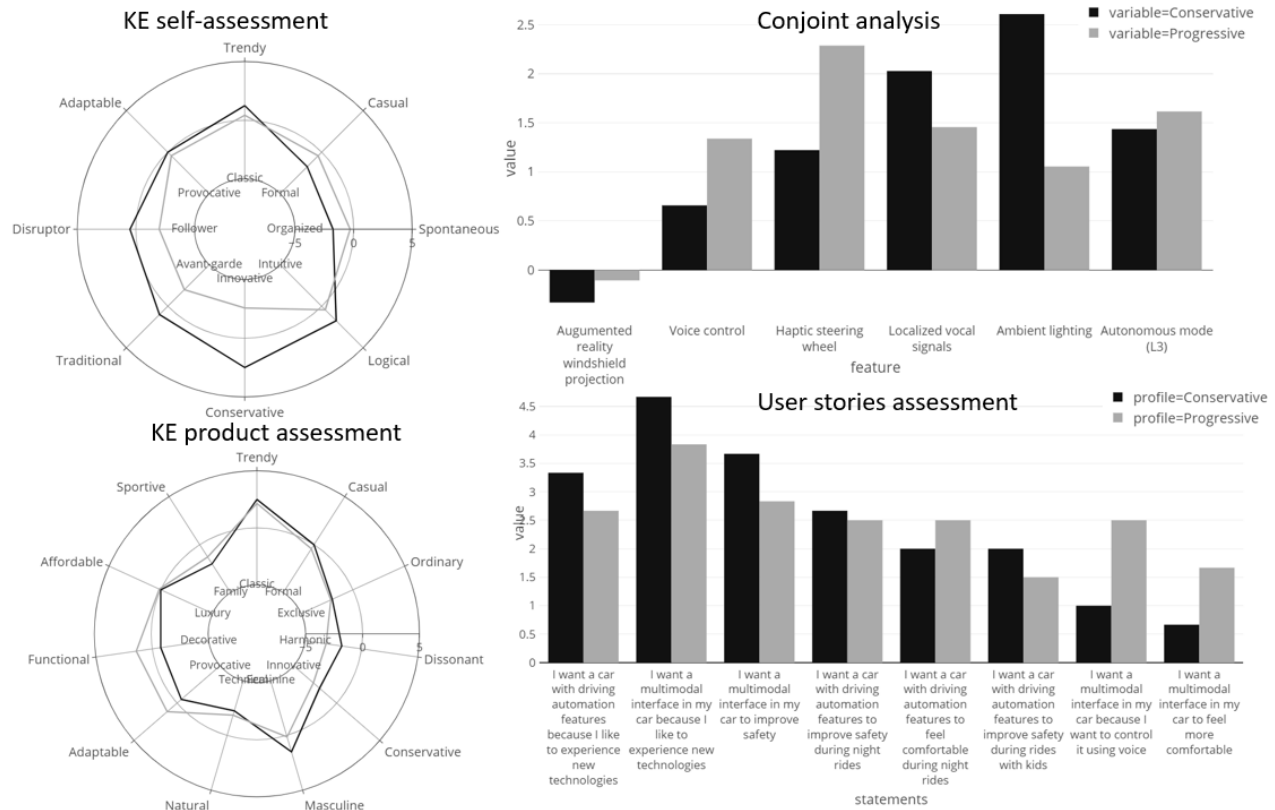 KE self-assessment
Trendy
Adaptable
Casual
Classic
Provocative
Formal
Disruptor
Follower
Organized
Spontaneous
−5
0
5
Avant-garde
Intuitive
Innovative
Traditional
Logical
Conservative
Conjoint analysis
variable=Conservative
variable=Progressive
2.5
2
1.5
1
0.5
0
value
Augumented
reality
windshield
projection
Voice control
Haptic steering
wheel
Localized vocal
signals
Ambient lighting
Autonomous mode
(L3)
feature
KE product assessment
Trendy
Sportive
Casual
Affordable
Ordinary
Classic
Family
Formal
Luxury
Exclusive
Decorative
Harmonic
−5
0
5
Functional
Dissonant
Provocative
Innovative
Technical
Feminine
Adaptable
Conservative
Natural
Masculine
User stories assessment
profile=Conservative
profile=Progressive
4.5
4
3.5
3
2.5
2
1.5
1
0.5
0
value
I want a car
with driving
automation
features
because I like
to experience
new
technologies
I want a
multimodal
interface in my
car because I
like to
experience new
technologies
I want a
multimodal
interface in my
car to improve
safety
I want a car
with driving
automation
features to
improve safety
during night
rides
I want a car
with driving
automation
features to
feel
comfortable
during night
rides
I want a car
with driving
automation
features to
improve safety
during rides
with kids
I want a
multimodal
interface in my
car because I
want to control
it using voice
I want a
multimodal
interface in my
car to feel
more
comfortable
statements